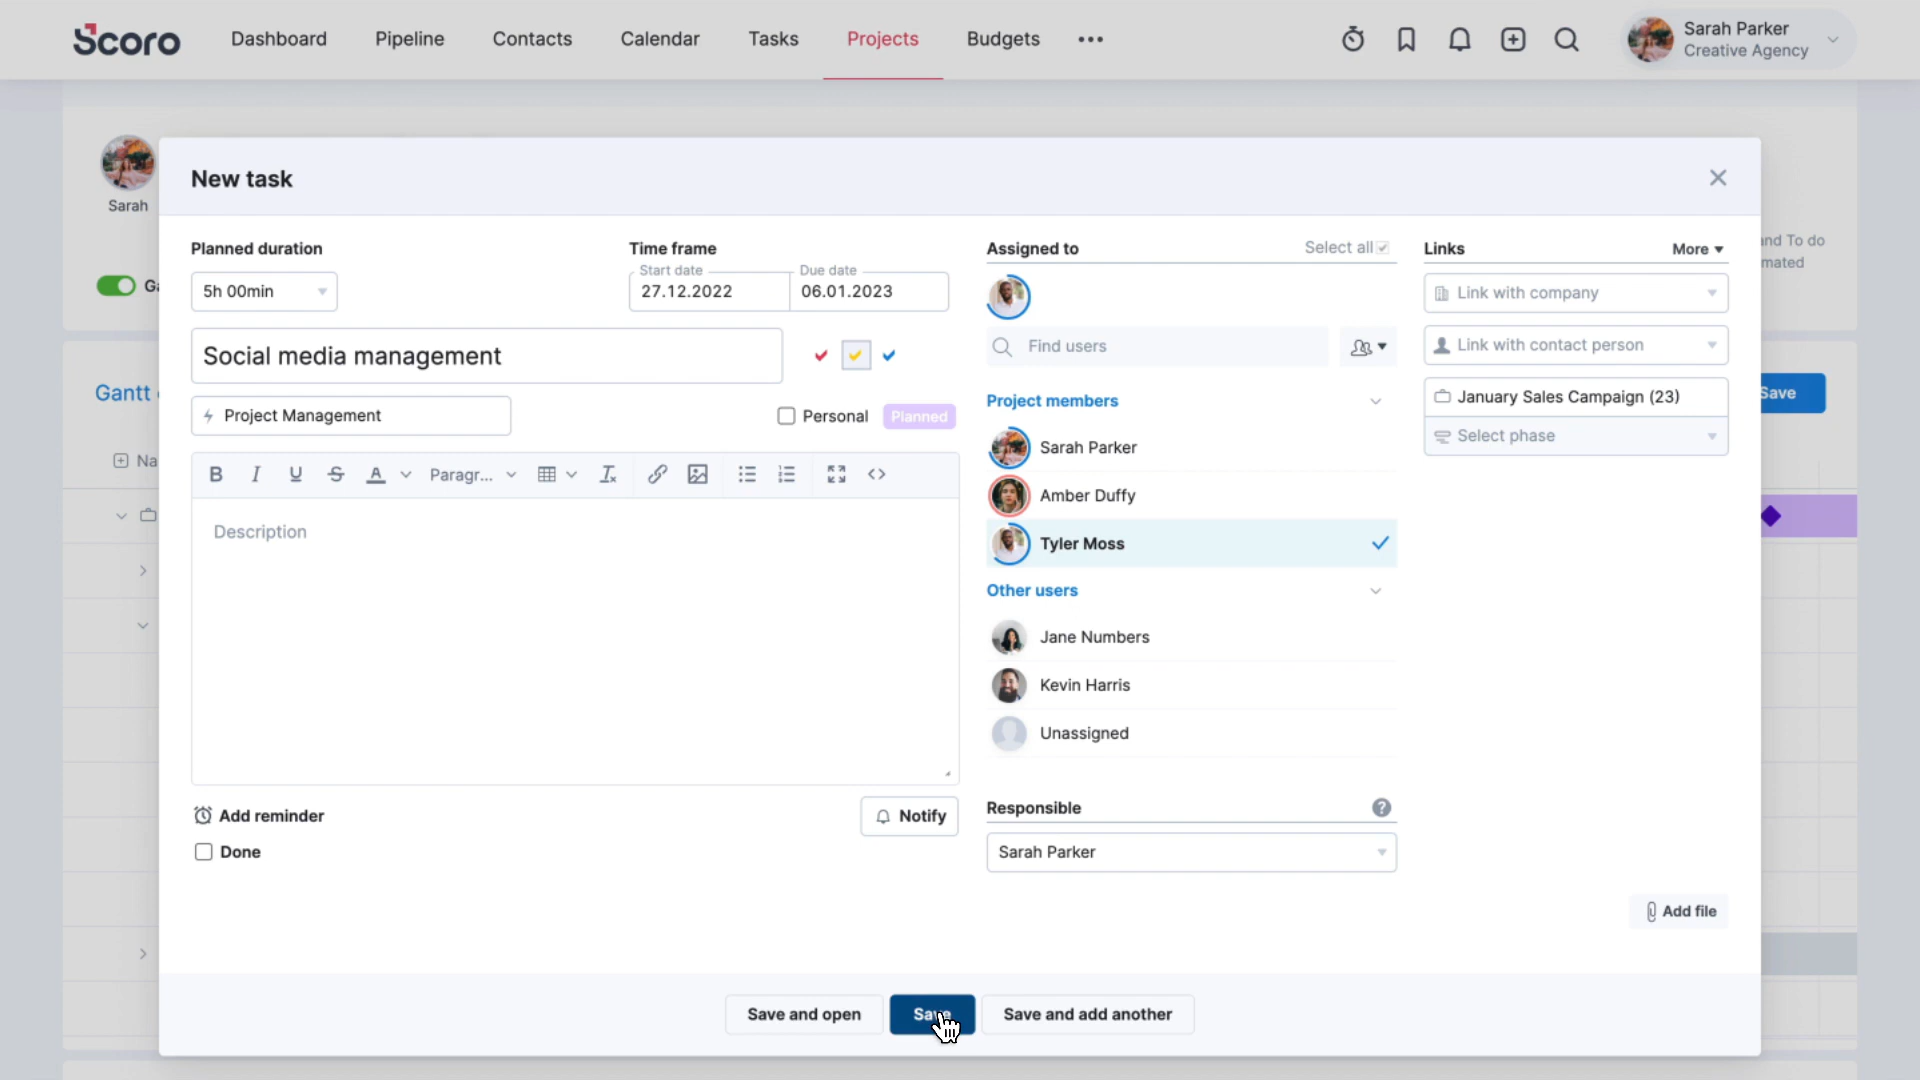 Scoro
Dashboard
Pipeline
Contacts
Calendar
Tasks
Projects
Budgets
Sarah Parker
Creative Agency
Sarah
New task
Planned duration
5h 00min
Time frame
Start date
27.12.2022
Due date
06.01.2023
Social media management
Project Management
Personal
Planned
B I U S A Paragr...
Description
Add reminder
Notify
Done
Assigned to
Select all
Find users
Project members
Sarah Parker
Amber Duffy
Tyler Moss
Other users
Jane Numbers
Kevin Harris
Unassigned
Responsible
?
Sarah Parker
Links
More
Link with company
Link with contact person
January Sales Campaign (23)
Select phase
Add file
Save and open
Save
Save and add another
Gantt
To do